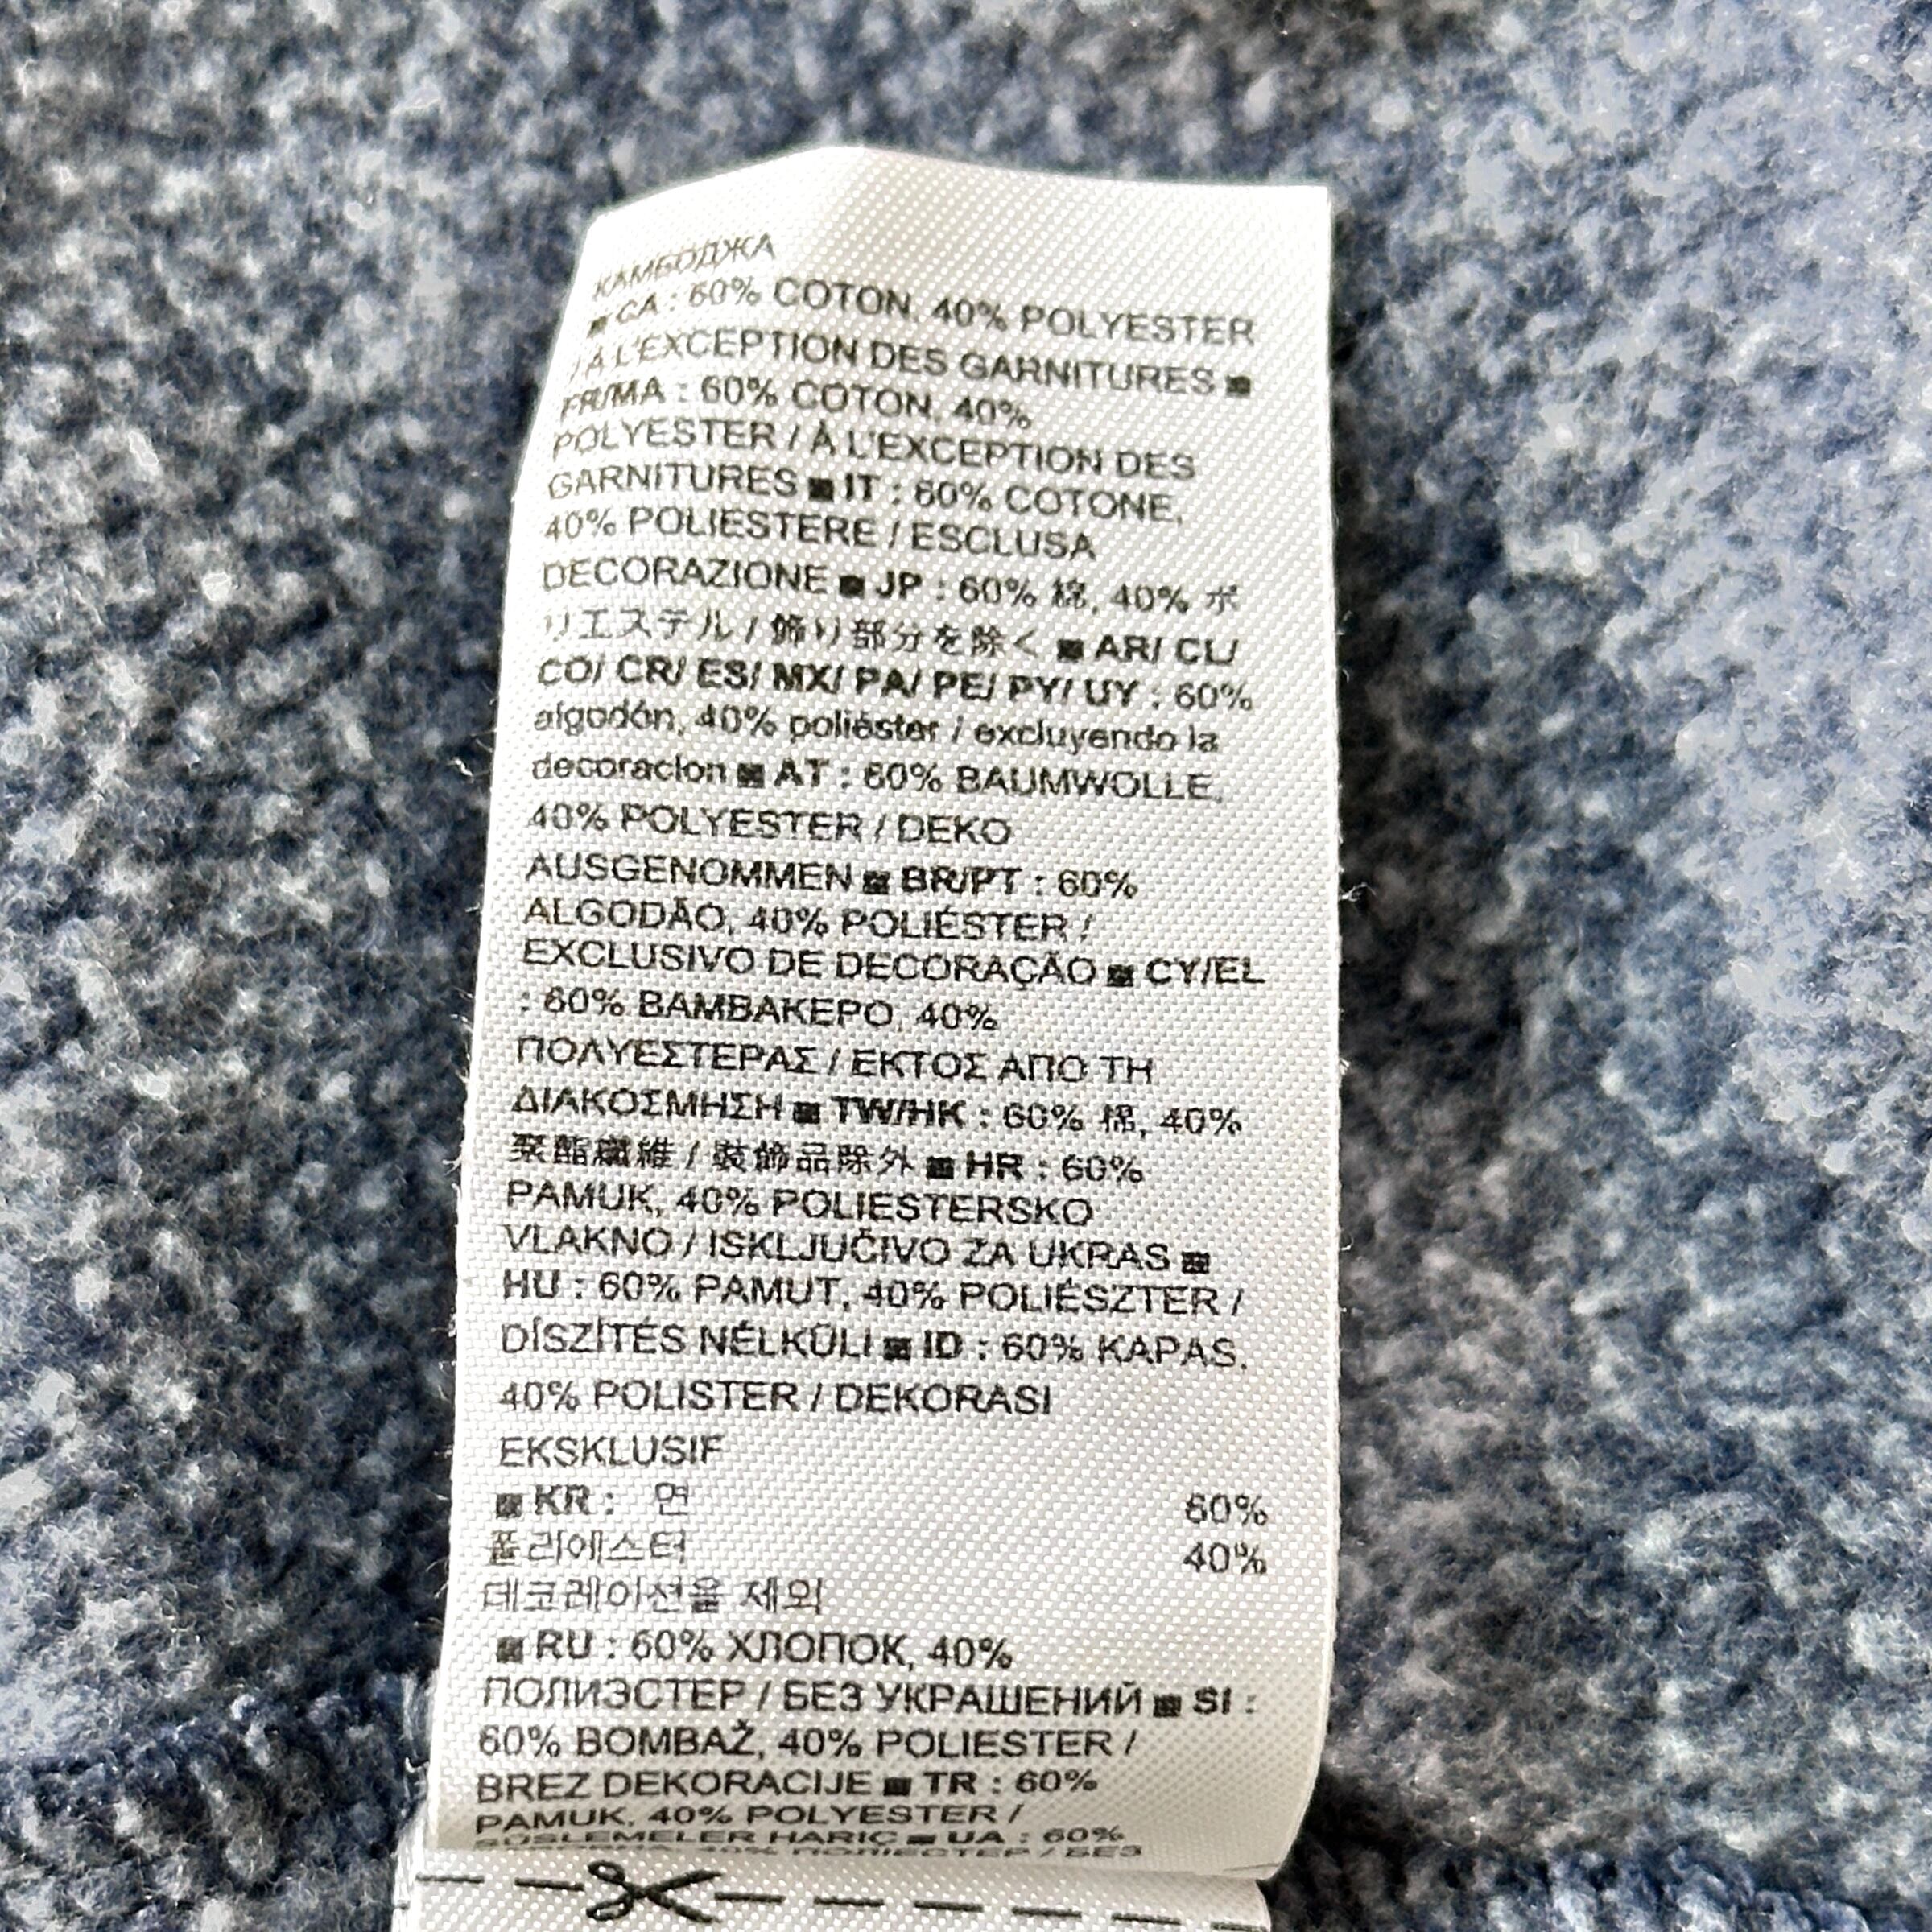 КАМБОДЖА
■ CA : 60% COTON, 40% POLYESTER
/ À L'EXCEPTION DES GARNITURES ■
FR/MA : 60% COTON, 40%
POLYESTER / À L'EXCEPTION DES
GARNITURES ■ IT : 60% COTONE,
40% POLIESTERE / ESCLUSA
DECORAZIONE ■ JP : 60% 綿, 40% ポ
リエステル / 飾り部分を除く ■ AR/ CL/
CO/ CR/ ES/ MX/ PA/ PE/ PY/ UY : 60%
algodón, 40% poliéster / excluyendo la
decoracion ■ AT : 60% BAUMWOLLE,
40% POLYESTER / DEKO
AUSGENOMMEN ■ BR/PT : 60%
ALGODÃO, 40% POLIÉSTER /
EXCLUSIVO DE DECORAÇÃO ■ CY/EL
: 60% ΒΑΜΒΑΚΕΡΟ, 40%
ΠΟΛΥΕΣΤΕΡΑΣ / ΕΚΤΟΣ ΑΠΟ ΤΗ
ΔΙΑΚΟΣΜΗΣΗ ■ TW/HK : 60% 棉, 40%
聚酯纖維 / 裝飾品除外 ■ HR : 60%
PAMUK, 40% POLIESTERSKO
VLAKNO / ISKLJUČIVO ZA UKRAS ■
HU : 60% PAMUT, 40% POLIÉSZTER /
DÍSZÍTÉS NÉLKÜLI ■ ID : 60% KAPAS,
40% POLISTER / DEKORASI
EKSKLUSIF
■ KR : 면 60%
폴리에스터 40%
데코레이션을 제외
■ RU : 60% ХЛОПОК, 40%
ПОЛИЭСТЕР / БЕЗ УКРАШЕНИЙ ■ SI :
60% BOMBAŽ, 40% POLIESTER /
BREZ DEKORACIJE ■ TR : 60%
PAMUK, 40% POLYESTER /
SÜSLEMELER HARIC ■ UA : 60%
40% ПОЛІЕСТЕР / БЕЗ